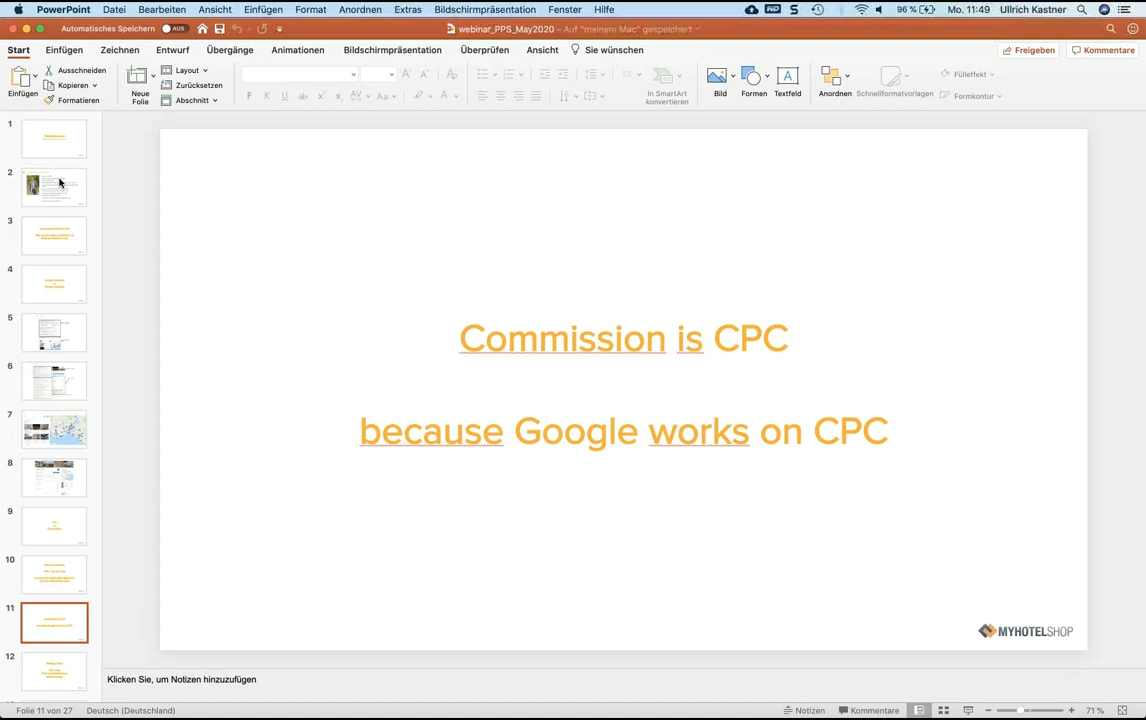 PowerPoint Datei Bearbeiten Ansicht Einfügen Format Anordnen Extras Bildschirmpräsentation Fenster Hilfe 96 % Mo. 11:49 Ullrich Kastner
Automatisches Speichern AUS webinar_PPS_May2020 – Auf "meinem Mac" gespeichert
Start Einfügen Zeichnen Entwurf Übergänge Animationen Bildschirmpräsentation Überprüfen Ansicht Sie wünschen Freigeben Kommentare
Einfügen Ausschneiden Kopieren Formatieren
Neue Folie Layout Zurücksetzen Abschnitt
In SmartArt konvertieren Bild Formen Textfeld Anordnen Schnellformatvorlagen Fülleffekt Formkontur
1
2
3
4
5
6
7
8
9
10
11
12
Commission is CPC
because Google works on CPC
MYHOTELSHOP
Klicken Sie, um Notizen hinzuzufügen
Folie 11 von 27 Deutsch (Deutschland) Notizen Kommentare 71 %